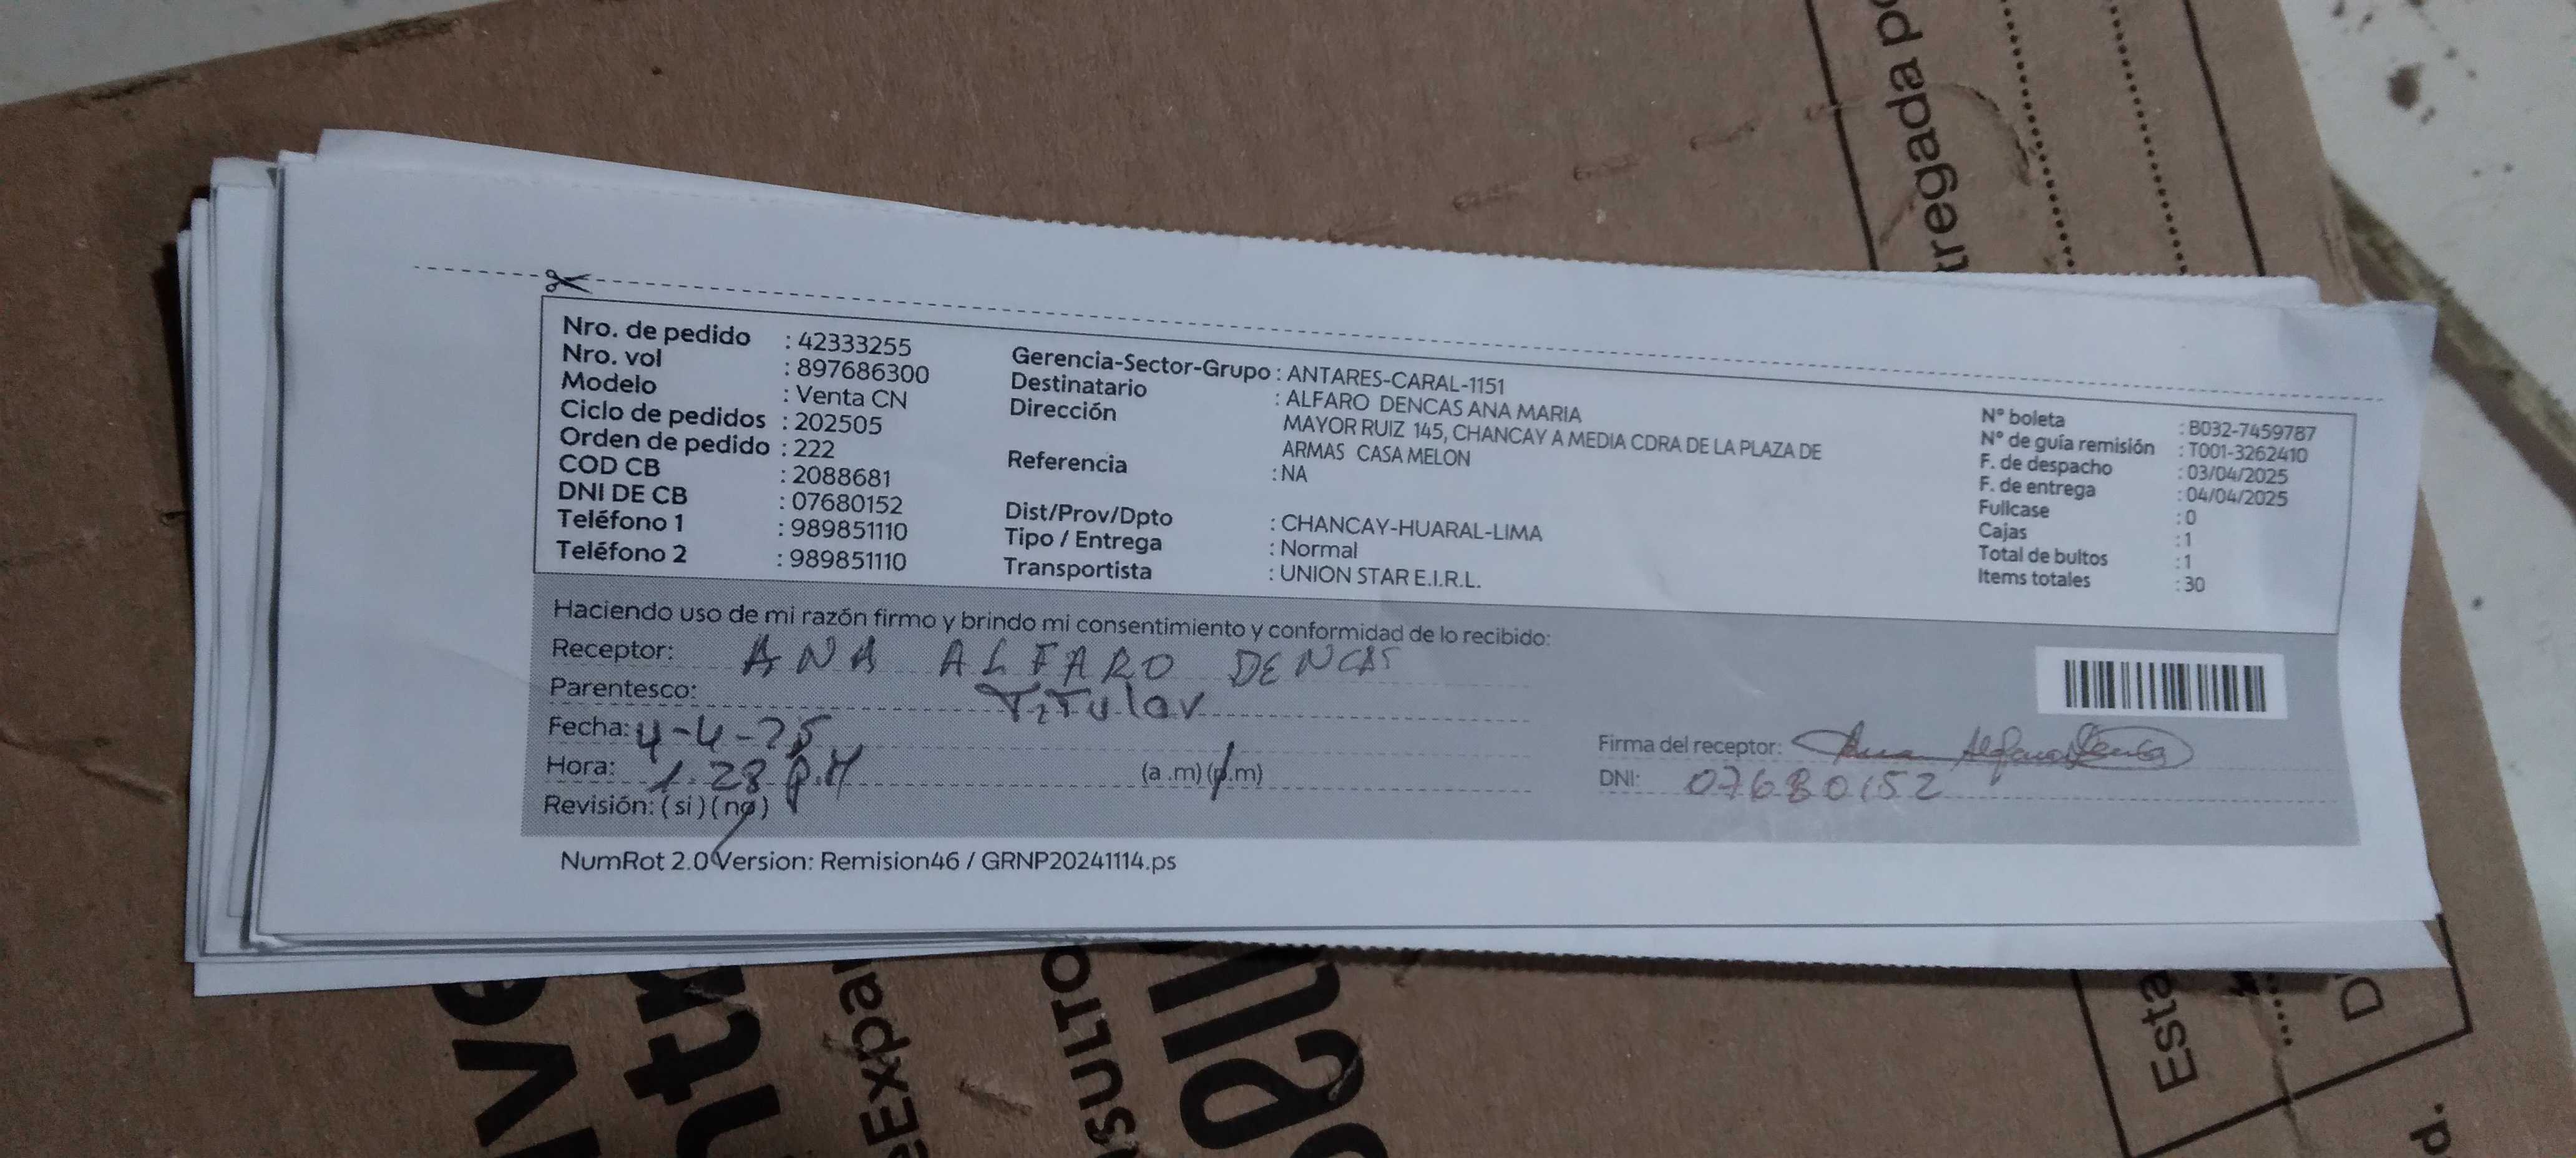 Nro. de pedido : 42333255
Nro. vol : 897686300
Modelo : Venta CN
Ciclo de pedidos : 202505
Orden de pedido : 222
COD CB : 2088681
DNI DE CB : 07680152
Teléfono 1 : 989851110
Teléfono 2 : 989851110
Gerencia-Sector-Grupo : ANTARES-CARAL-1151
Destinatario : ALFARO DENCAS ANA MARIA
Dirección MAYOR RUIZ 145, CHANCAY A MEDIA CDRA DE LA PLAZA DE
ARMAS CASA MELON
Referencia : NA
Dist/Prov/Dpto : CHANCAY-HUARAL-LIMA
Tipo / Entrega : Normal
Transportista : UNION STAR E.I.R.L.
N° boleta : B032-7459787
N° de guía remisión : T001-3262410
F. de despacho : 03/04/2025
F. de entrega : 04/04/2025
Fullcase : 0
Cajas : 1
Total de bultos : 1
Items totales : 30
Haciendo uso de mi razón firmo y brindo mi consentimiento y conformidad de lo recibido:
Receptor: ANA ALFARO DENCAS
Parentesco: Titular
Fecha: 4-4-25
Hora: 1.28 P.M (a .m) (p.m)
Revisión: ( si ) ( no )
Firma del receptor: Ana Alfaro Dencas
DNI: 07680152
NumRot 2.0 Version: Remision46 / GRNP20241114.ps
tregada
Esta